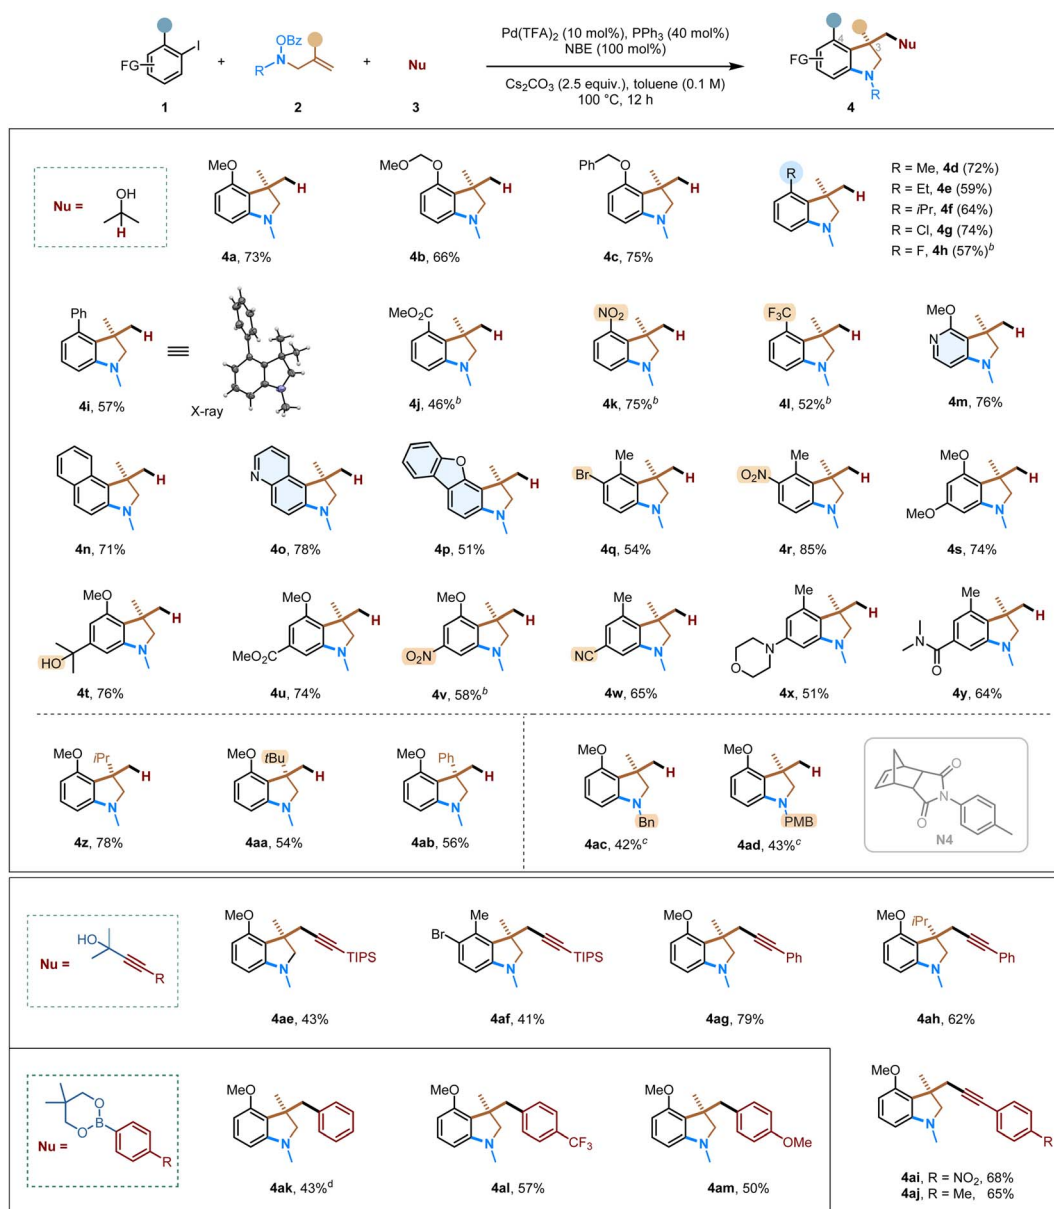 FG
I
1
+
OBz
R
N
2
+
Nu
3
Pd(TFA)2 (10 mol%), PPh3 (40 mol%)
NBE (100 mol%)
Cs2CO3 (2.5 equiv.), toluene (0.1 M)
100 °C, 12 h
FG
4
3
Nu
N
R
4
Nu =
OH
H
MeO
H
N
4a, 73%
MeO
O
H
N
4b, 66%
Ph
O
H
N
4c, 75%
R
H
N
R = Me, 4d (72%)
R = Et, 4e (59%)
R = iPr, 4f (64%)
R = Cl, 4g (74%)
R = F, 4h (57%)b
Ph
H
N
4i, 57%
X-ray
MeO2C
H
N
4j, 46%b
NO2
H
N
4k, 75%b
F3C
H
N
4l, 52%b
MeO
N
H
N
4m, 76%
H
N
4n, 71%
N
H
N
4o, 78%
O
H
N
4p, 51%
Me
Br
H
N
4q, 54%
Me
O2N
H
N
4r, 85%
MeO
MeO
H
N
4s, 74%
MeO
HO
H
N
4t, 76%
MeO
MeO2C
H
N
4u, 74%
MeO
O2N
H
N
4v, 58%b
Me
NC
H
N
4w, 65%
Me
N
O
H
N
4x, 51%
Me
N
O
H
N
4y, 64%
MeO
iPr
H
N
4z, 78%
MeO
tBu
H
N
4aa, 54%
MeO
Ph
H
N
4ab, 56%
MeO
H
N
Bn
4ac, 42%c
MeO
H
N
PMB
4ad, 43%c
O
N
O
N4
Nu =
HO
R
MeO
TIPS
N
4ae, 43%
Me
Br
TIPS
N
4af, 41%
MeO
Ph
N
4ag, 79%
MeO
iPr
Ph
N
4ah, 62%
Nu =
O
B
O
R
MeO
N
4ak, 43%d
MeO
CF3
N
4al, 57%
MeO
OMe
N
4am, 50%
MeO
N
R
4ai, R = NO2, 68%
4aj, R = Me, 65%